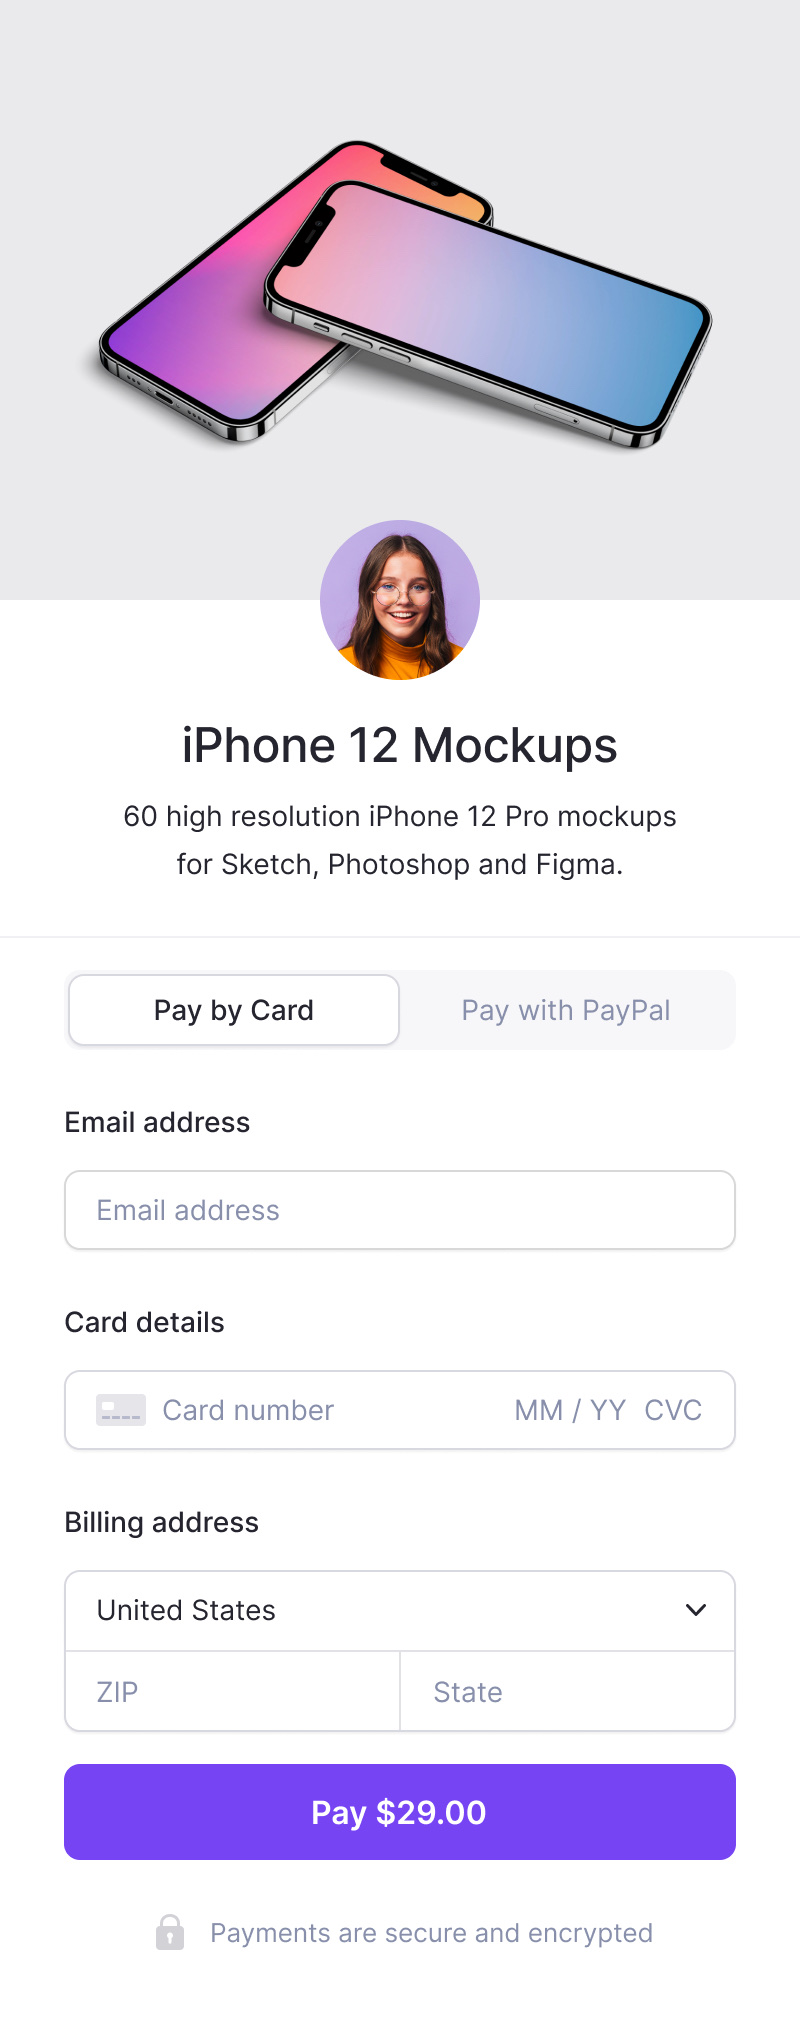 iPhone 12 Mockups
60 high resolution iPhone 12 Pro mockups
for Sketch, Photoshop and Figma.
Pay by Card
Pay with PayPal
Email address
Email address
Card details
Card number
MM / YY
CVC
Billing address
United States
ZIP
State
Pay $29.00
Payments are secure and encrypted